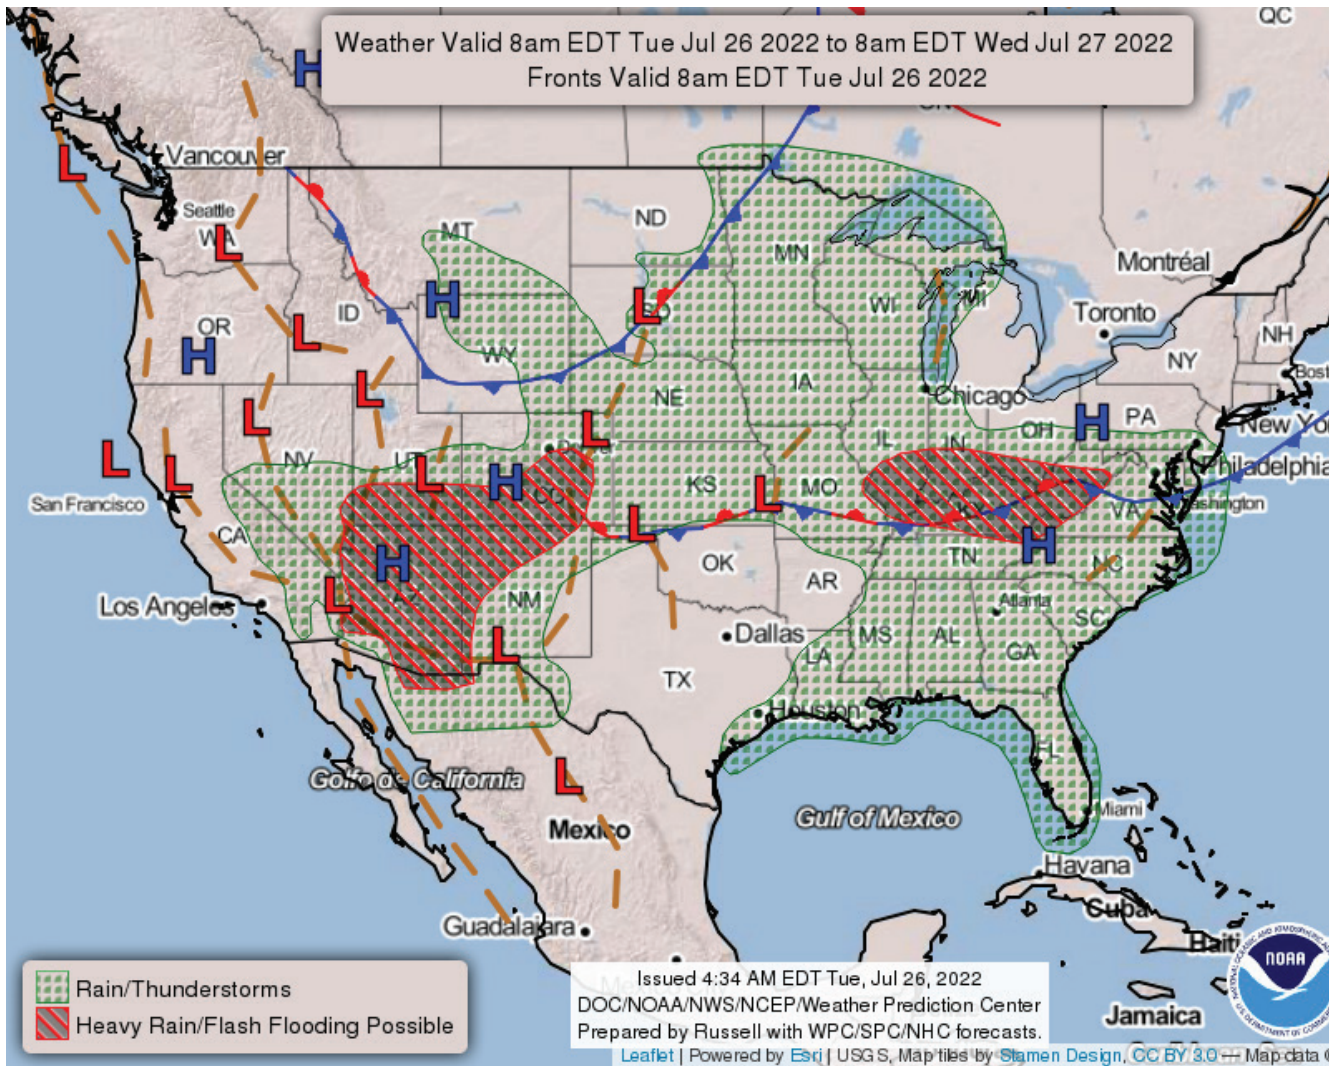 QC
Weather Valid 8am EDT Tue Jul 26 2022 to 8am EDT Wed Jul 27 2022
Fronts Valid 8am EDT Tue Jul 26 2022
H
Vancouver
L
Seattle
WA
L
MT
ND
MN
Montréal
H
ID
L
SD
WI
MI
Toronto
OR
H
L
WY
NH
NY
Bost
L
NE
IA
Chicago
PA
H
New Yor
L
L
OH
IL
IN
NV
UT
L
L
L
H
CO
KS
MO
L
Philadelphia
San Francisco
KY
VA
CA
L
H
OK
TN
NC
H
AR
AZ
NM
L
Los Angeles
Atlanta
SC
Dallas
MS
AL
GA
L
LA
TX
Houston
FL
Golfo de California
L
Miami
Mexico
Gulf of Mexico
Havana
Cuba
Guadalajara
Haiti
NOAA
Rain/Thunderstorms
Heavy Rain/Flash Flooding Possible
Issued 4:34 AM EDT Tue, Jul 26, 2022
DOC/NOAA/NWS/NCEP/Weather Prediction Center
Prepared by Russell with WPC/SPC/NHC forecasts.
Jamaica
Leaflet | Powered by Esri | USGS, Map tiles by Stamen Design, CC BY 3.0 — Map data ©